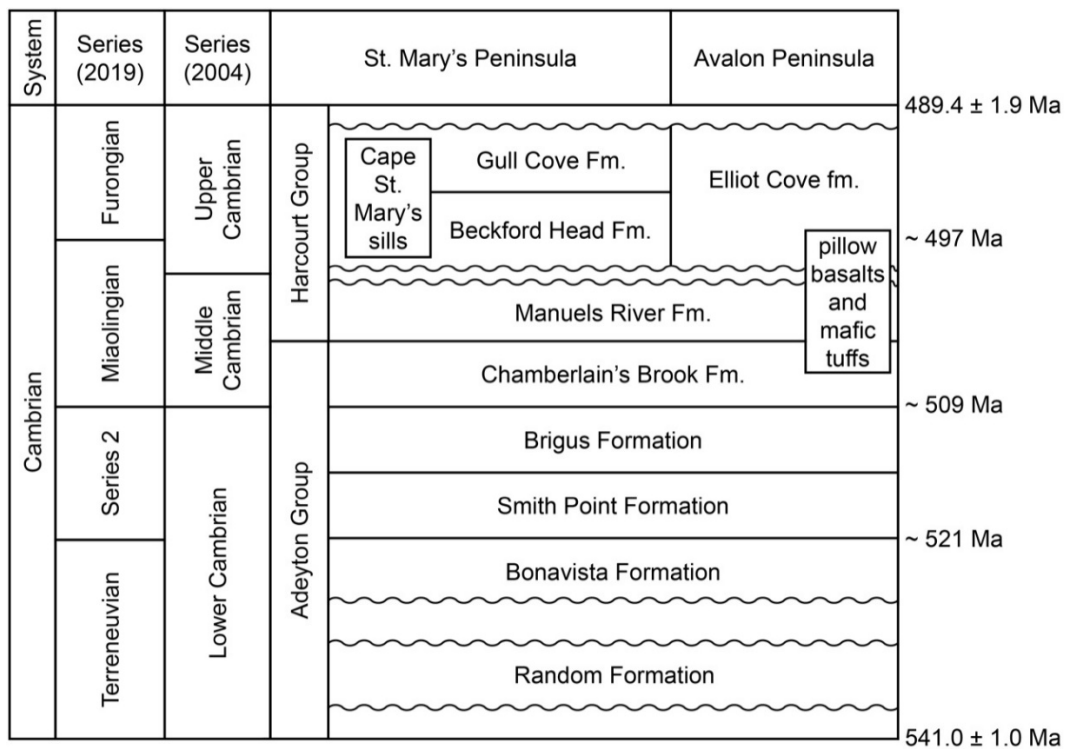 System
Series
(2019)
Series
(2004)
St. Mary's Peninsula
Avalon Peninsula
489.4 ± 1.9 Ma
Cambrian
Furongian
Miaolingian
Series 2
Terreneuvian
Upper
Cambrian
Middle
Cambrian
Lower Cambrian
Harcourt Group
Adeyton Group
Cape
St.
Mary's
sills
Gull Cove Fm.
Beckford Head Fm.
Elliot Cove fm.
~ 497 Ma
pillow
basalts
and
mafic
tuffs
Manuels River Fm.
Chamberlain's Brook Fm.
~ 509 Ma
Brigus Formation
Smith Point Formation
~ 521 Ma
Bonavista Formation
Random Formation
541.0 ± 1.0 Ma